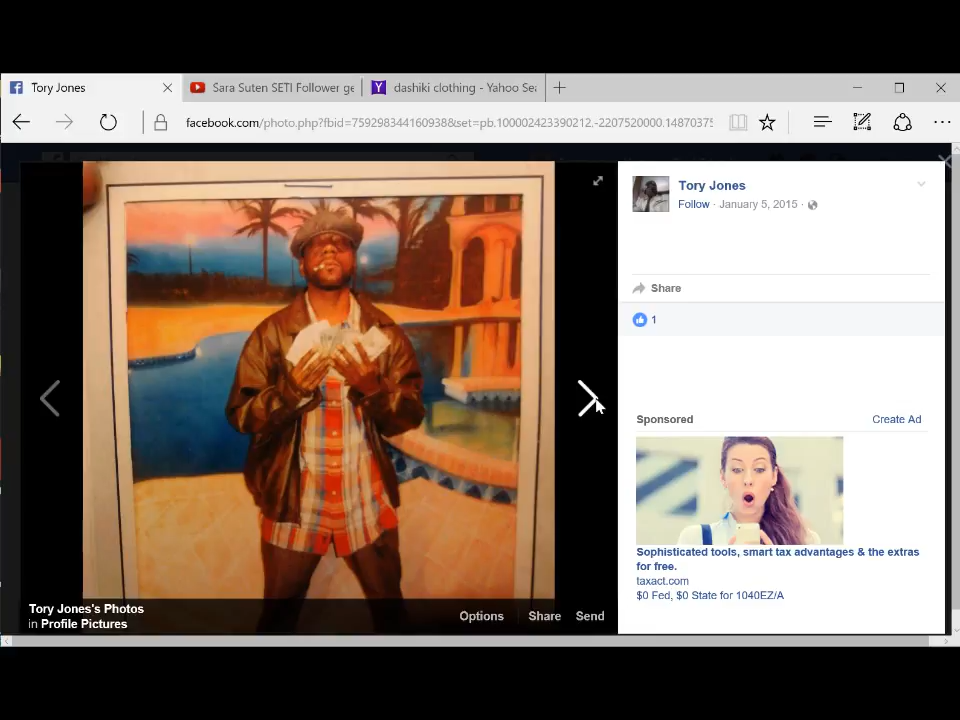 Tory Jones
Sara Suten SETI Follower ge
dashiki clothing - Yahoo Sea
facebook.com/photo.php?fbid=759298344160938&set=pb.100002423390212.-2207520000.14870375
Tory Jones
Follow · January 5, 2015 ·
Share
1
Sponsored
Create Ad
Sophisticated tools, smart tax advantages & the extras
for free.
taxact.com
$0 Fed, $0 State for 1040EZ/A
Tory Jones's Photos
in Profile Pictures
Options
Share
Send